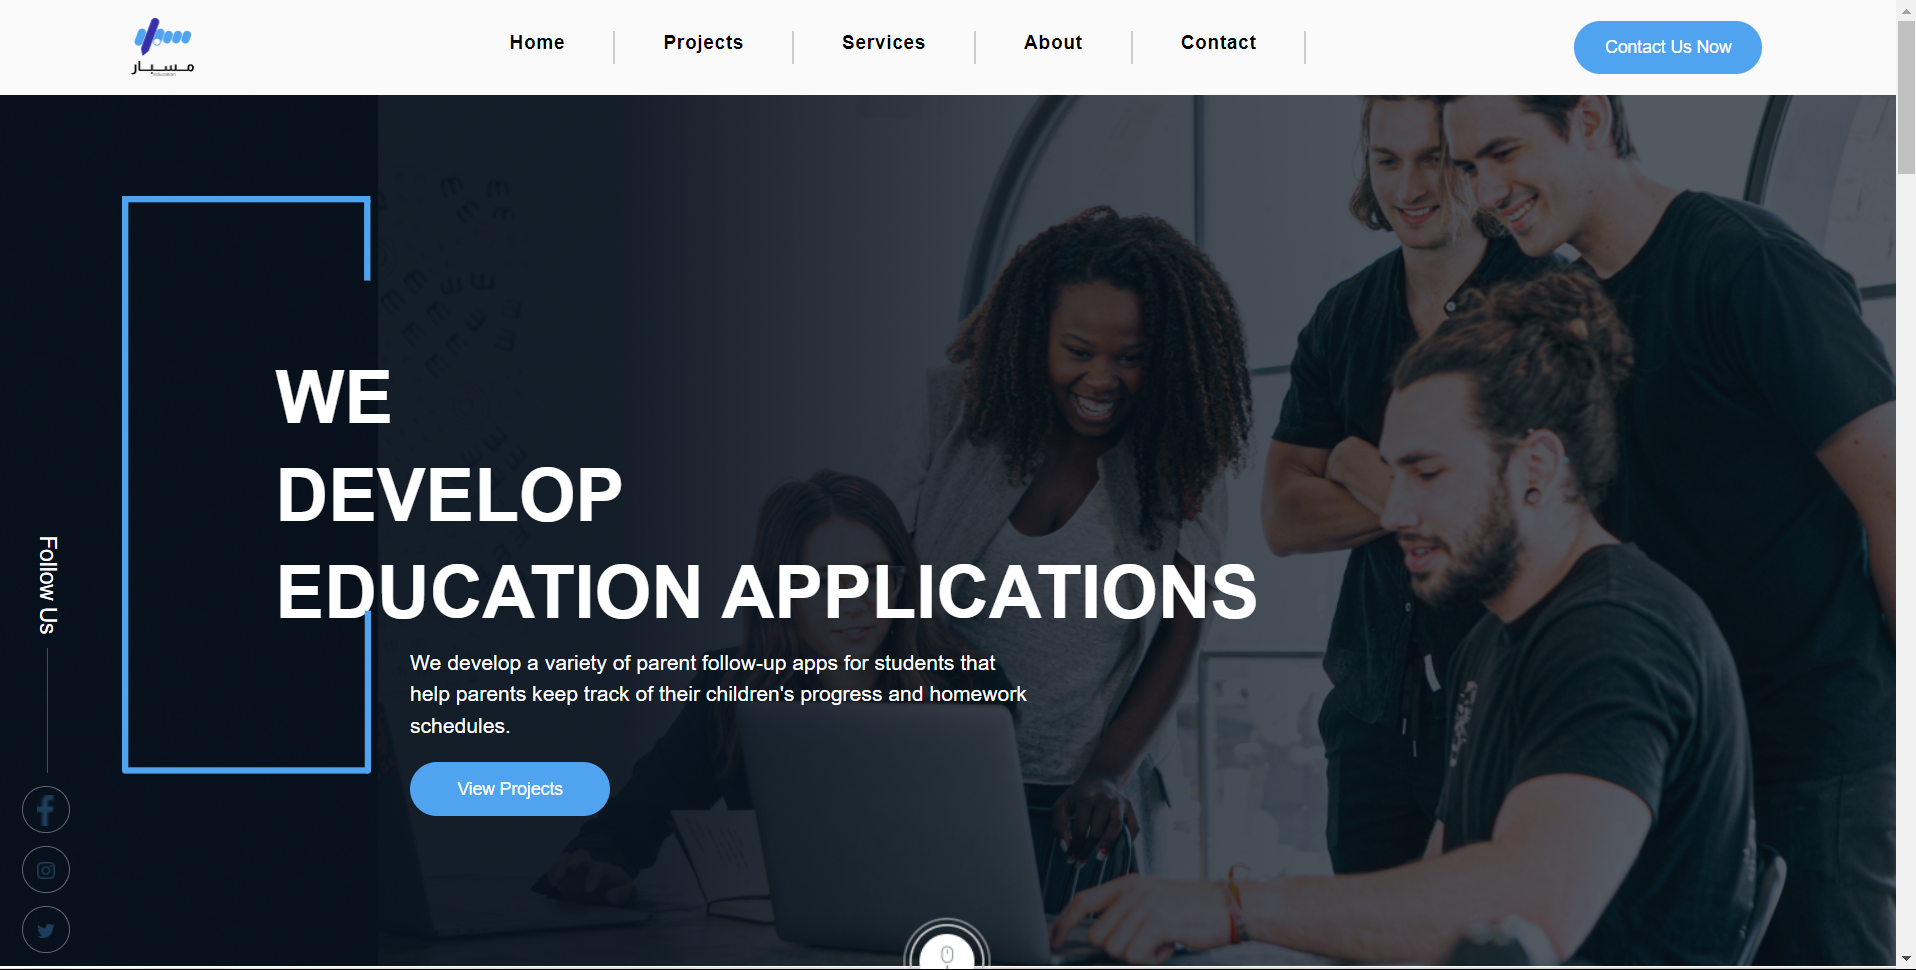 مسبار
Home
Projects
Services
About
Contact
Contact Us Now
WE
DEVELOP
EDUCATION APPLICATIONS
We develop a variety of parent follow-up apps for students that
help parents keep track of their children's progress and homework
schedules.
View Projects
Follow Us